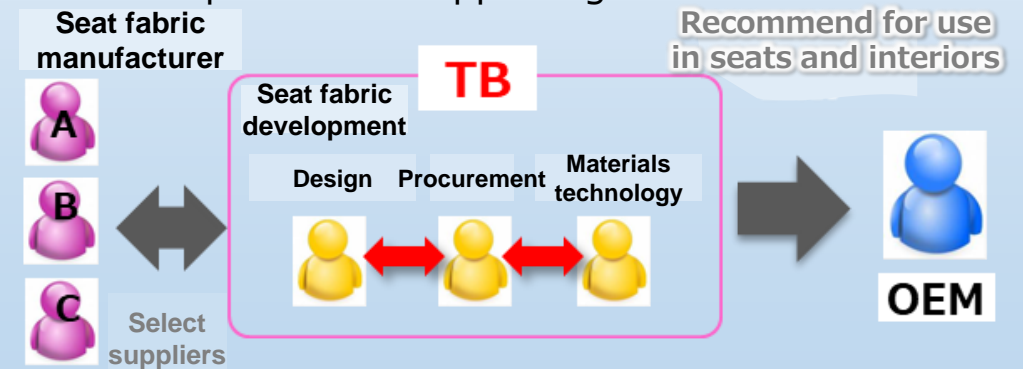 Seat fabric
manufacturer
A
B
C
Select
suppliers
TB
Seat fabric
development
Design
Procurement
Materials
technology
Recommend for use
in seats and interiors
OEM